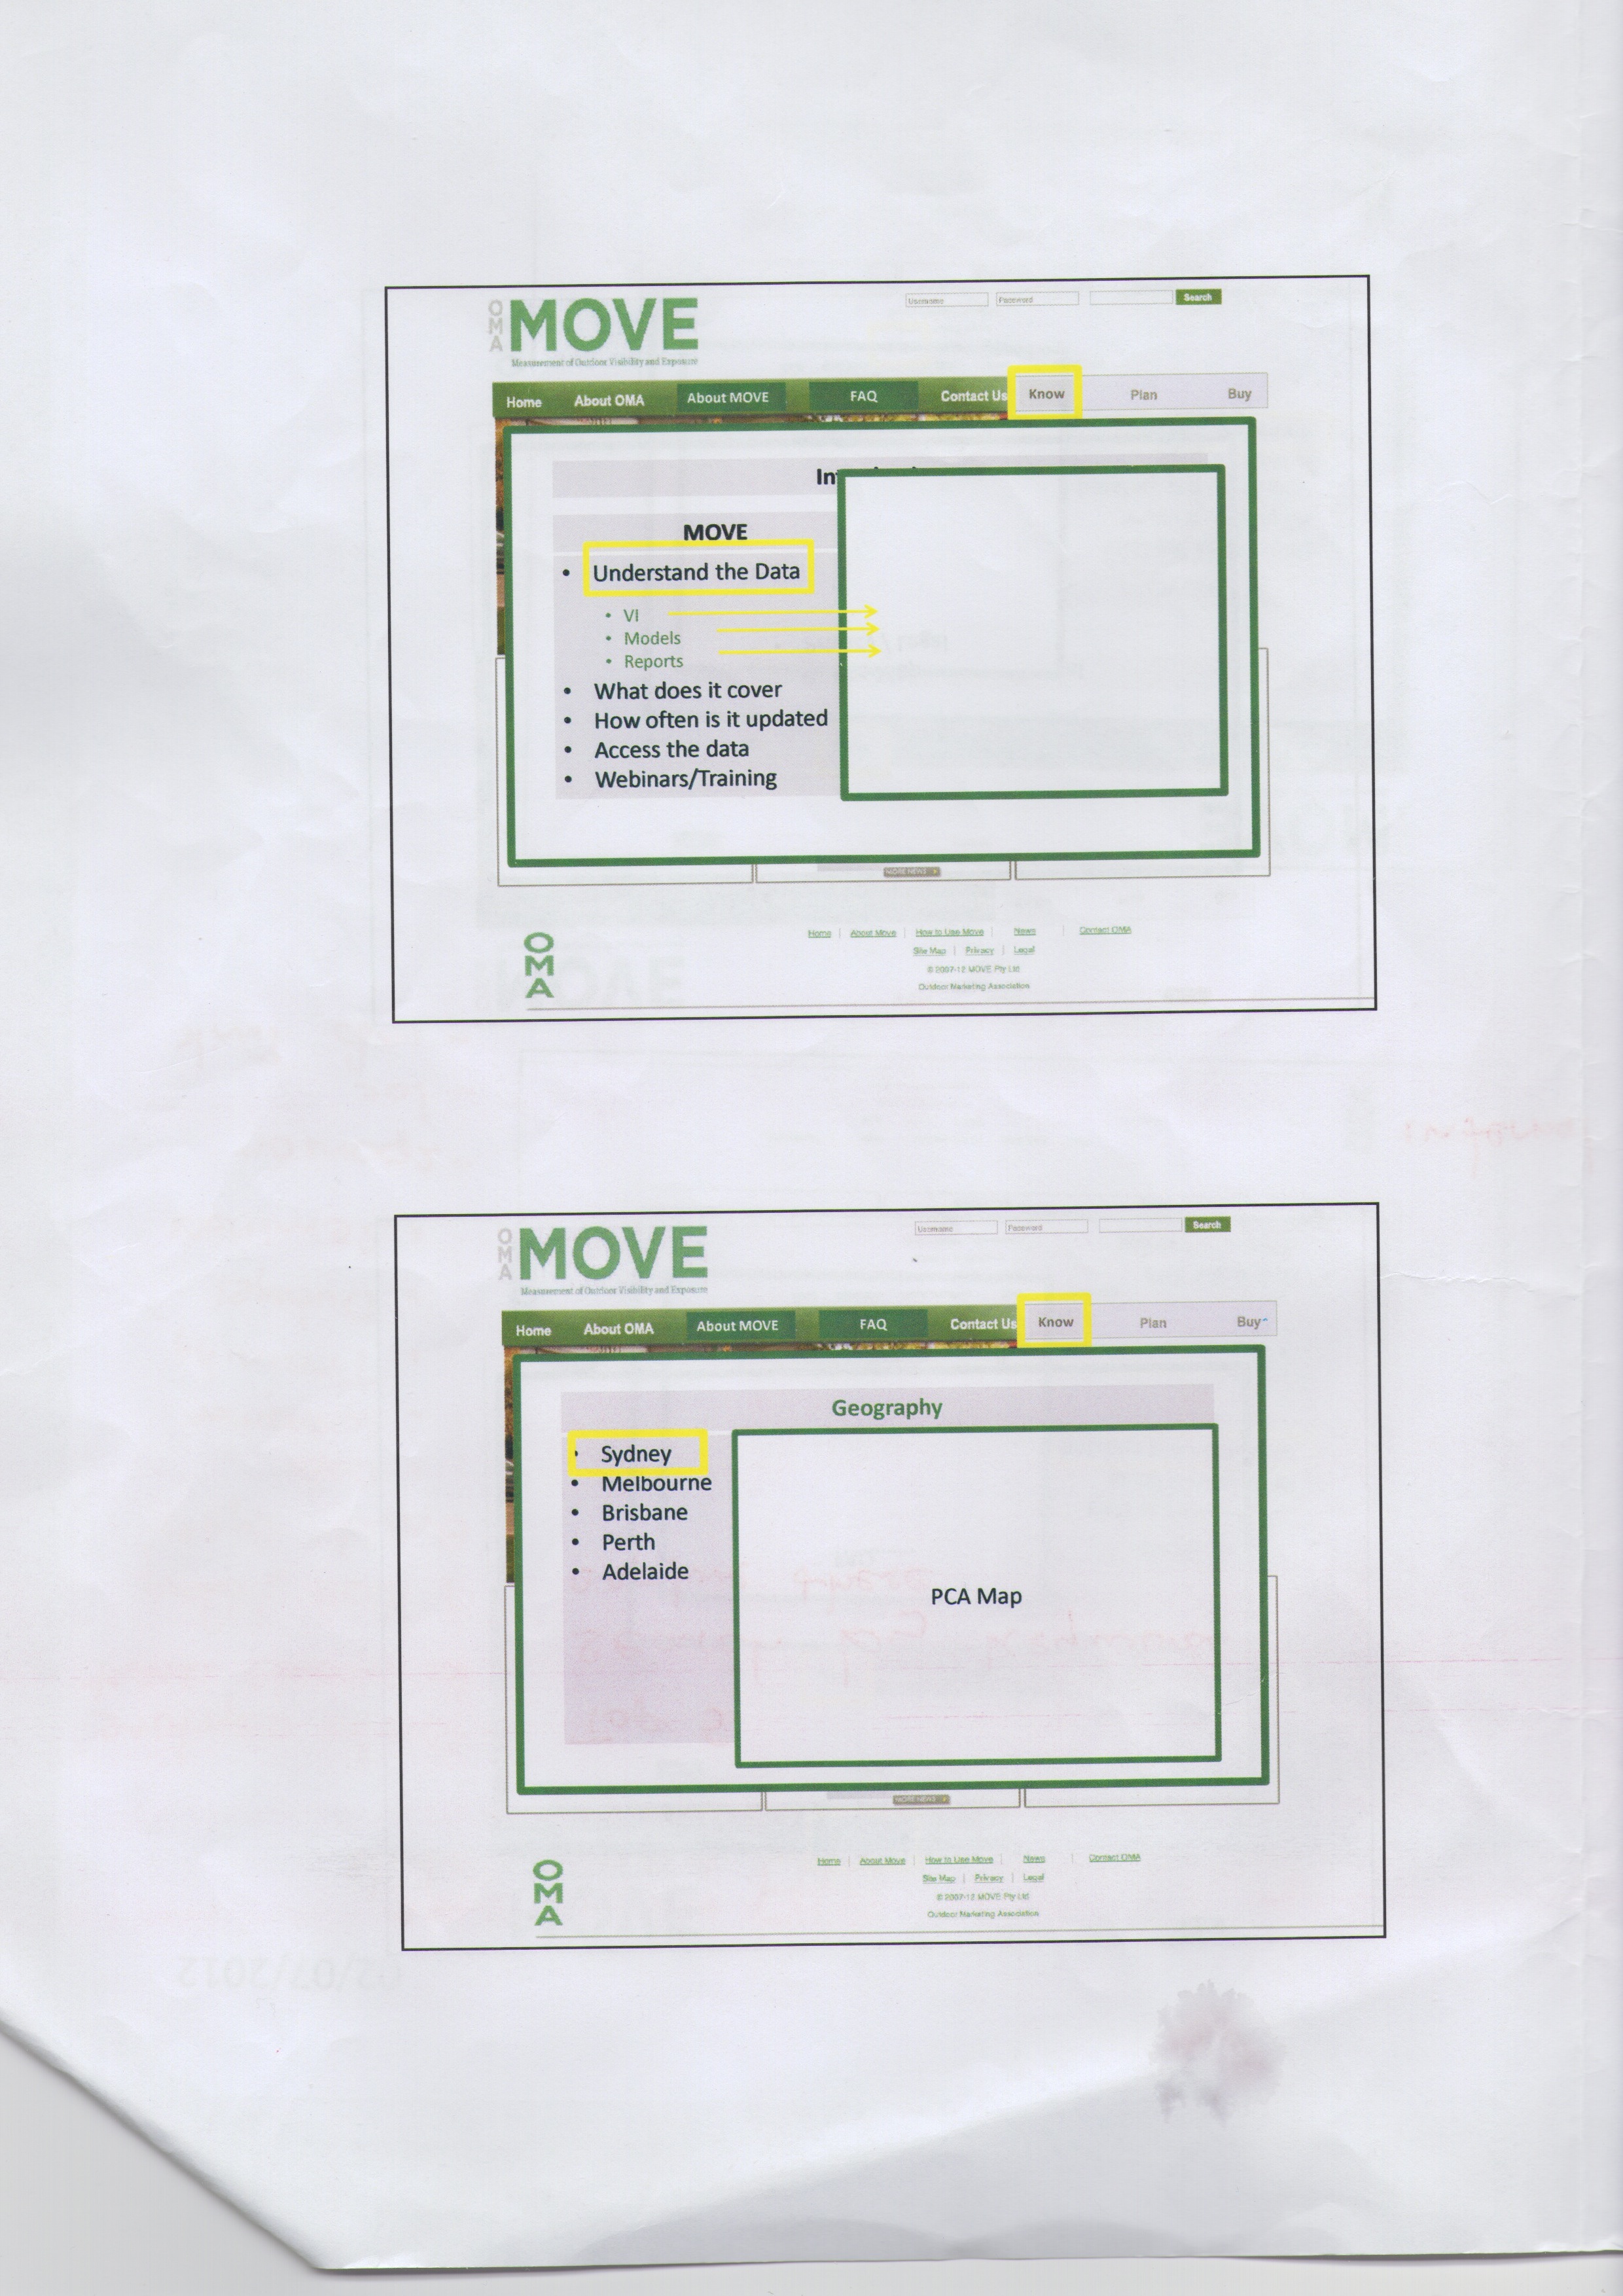 OMA MOVE
Username Password Search
Measurement of Outdoor Visibility and Exposure
Home About OMA About MOVE FAQ Contact Us Know Plan Buy
MOVE
• Understand the Data
• VI
• Models
• Reports
• What does it cover
• How often is it updated
• Access the data
• Webinars/Training
MORE NEWS >
Home | About Move | How to Use Move | News | Contact OMA
Site Map | Privacy | Legal
© 2007-12 MOVE Pty Ltd
Outdoor Marketing Association
OMA
OMA MOVE
Username Password Search
Measurement of Outdoor Visibility and Exposure
Home About OMA About MOVE FAQ Contact Us Know Plan Buy
Geography
• Sydney
• Melbourne
• Brisbane
• Perth
• Adelaide
PCA Map
MORE NEWS >
Home | About Move | How to Use Move | News | Contact OMA
Site Map | Privacy | Legal
© 2007-12 MOVE Pty Ltd
Outdoor Marketing Association
OMA
02/07/2012